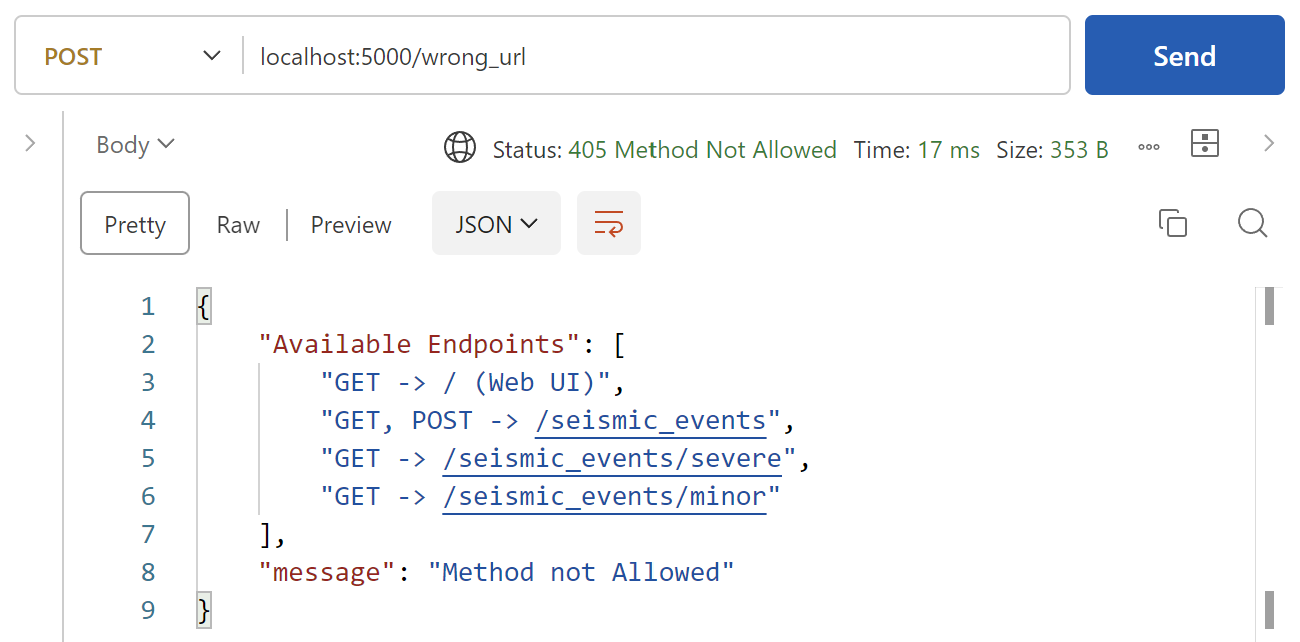 POST localhost:5000/wrong_url Send
Body Status: 405 Method Not Allowed Time: 17 ms Size: 353 B
Pretty Raw Preview JSON
1 {
2 "Available Endpoints": [
3 "GET -> / (Web UI)",
4 "GET, POST -> /seismic_events",
5 "GET -> /seismic_events/severe",
6 "GET -> /seismic_events/minor"
7 ],
8 "message": "Method not Allowed"
9 }